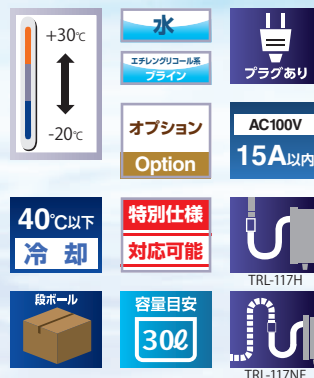 +30℃
-20℃
水
エチレングリコール系
ブライン
プラグあり
オプション
Option
AC100V
15A以内
40℃以下
冷却
特別仕様
対応可能
TRL-117H
段ボール
容量目安
30ℓ
TRL-117NF